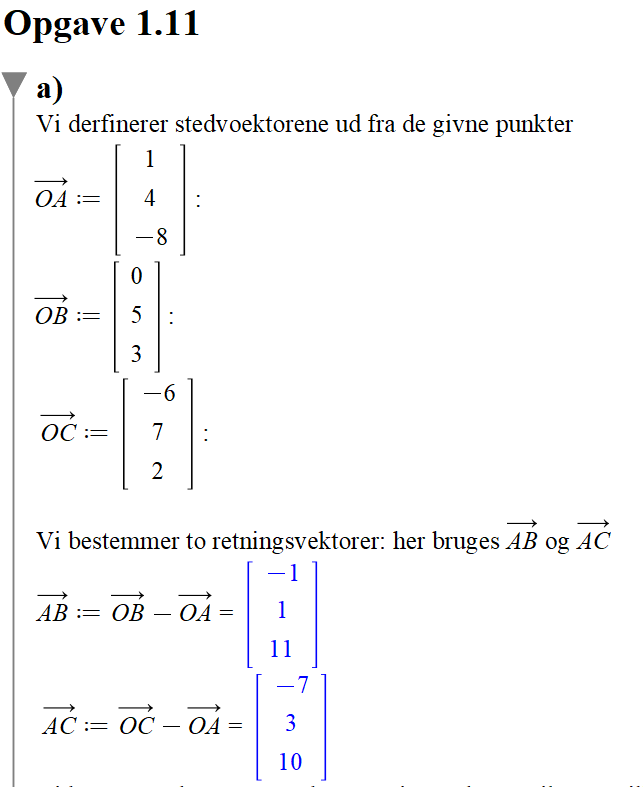 Opgave 1.11
a)
Vi derfinerer stedvoektorene ud fra de givne punkter
$\overrightarrow{OA} := \begin{bmatrix} 1 \\ 4 \\ -8 \end{bmatrix} :$
$\overrightarrow{OB} := \begin{bmatrix} 0 \\ 5 \\ 3 \end{bmatrix} :$
$\overrightarrow{OC} := \begin{bmatrix} -6 \\ 7 \\ 2 \end{bmatrix} :$
Vi bestemmer to retningsvektorer: her bruges $\overrightarrow{AB}$ og $\overrightarrow{AC}$
$\overrightarrow{AB} := \overrightarrow{OB} - \overrightarrow{OA} = \begin{bmatrix} -1 \\ 1 \\ 11 \end{bmatrix}$
$\overrightarrow{AC} := \overrightarrow{OC} - \overrightarrow{OA} = \begin{bmatrix} -7 \\ 3 \\ 10 \end{bmatrix}$